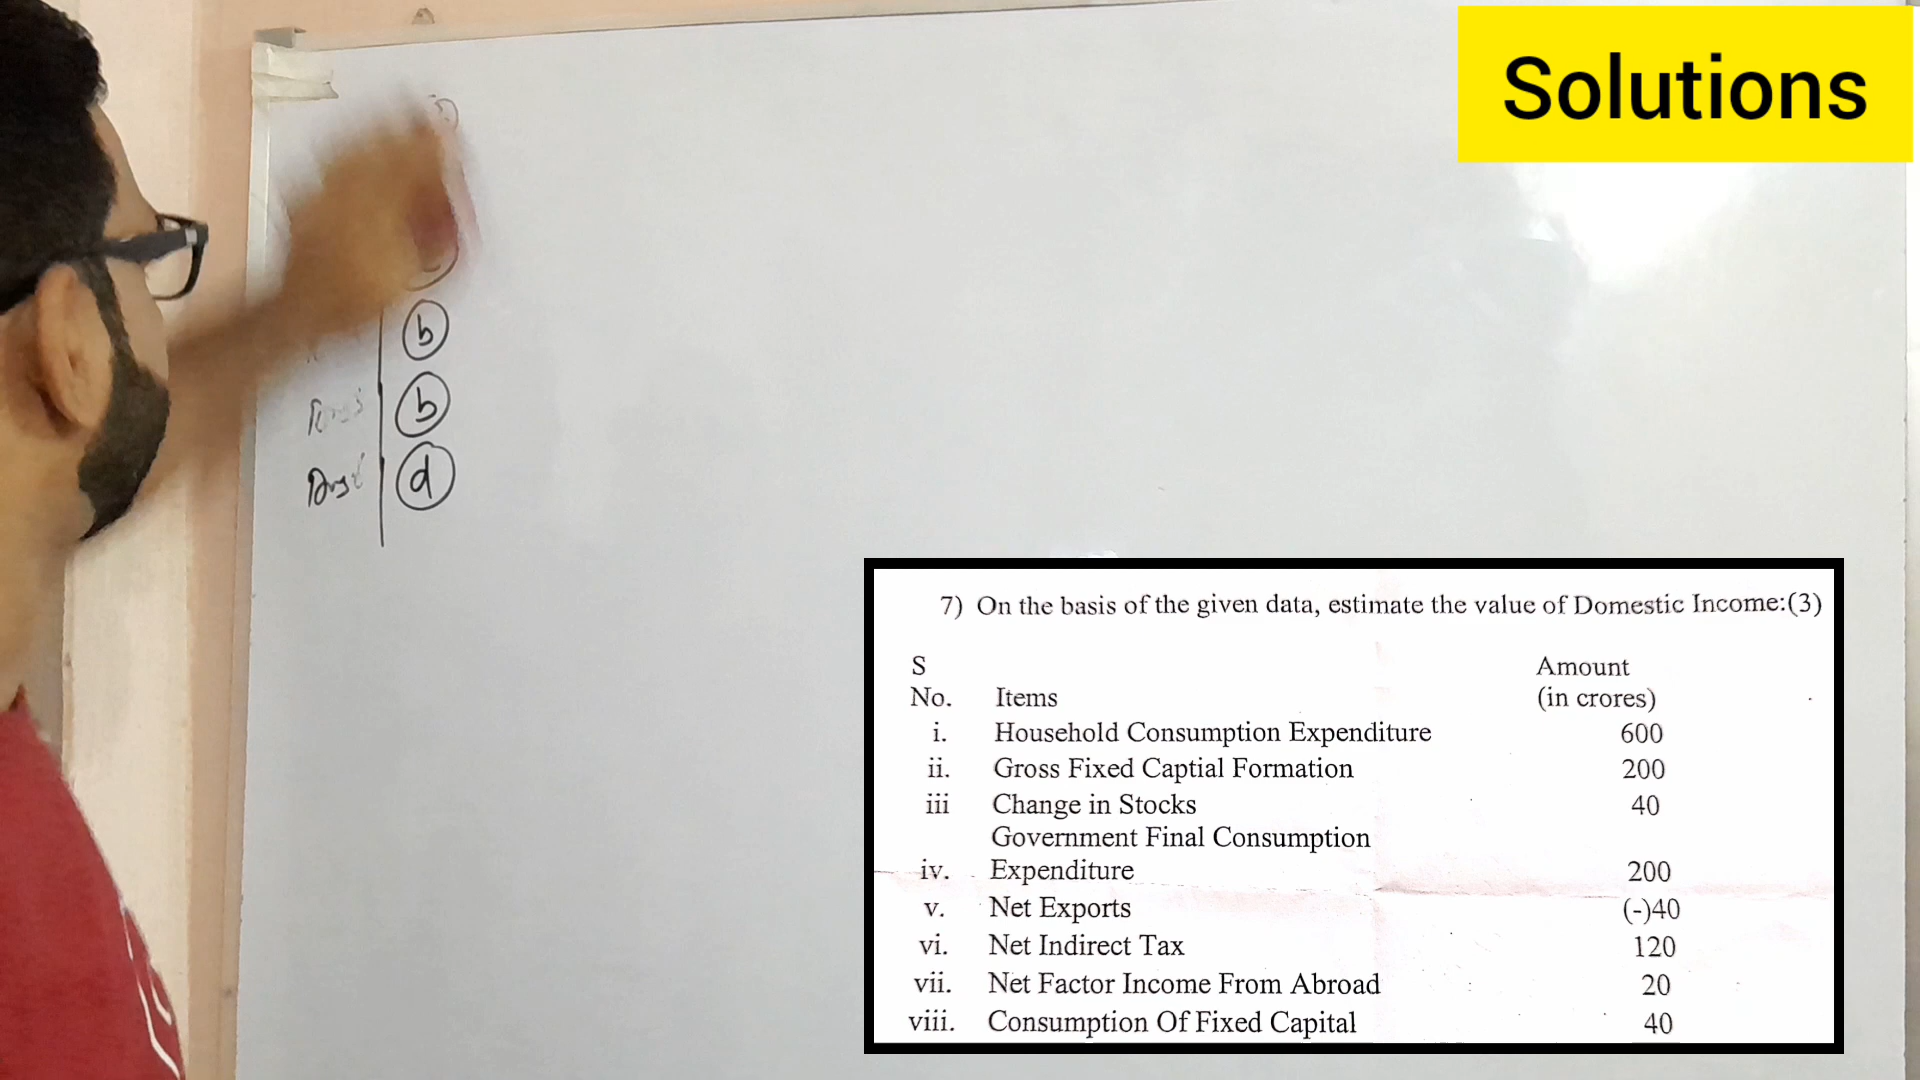 Solutions
b
b
d
7) On the basis of the given data, estimate the value of Domestic Income:(3)
S Amount
No. Items (in crores)
i. Household Consumption Expenditure 600
ii. Gross Fixed Captial Formation 200
iii Change in Stocks 40
Government Final Consumption
iv. Expenditure 200
v. Net Exports (-)40
vi. Net Indirect Tax 120
vii. Net Factor Income From Abroad 20
viii. Consumption Of Fixed Capital 40